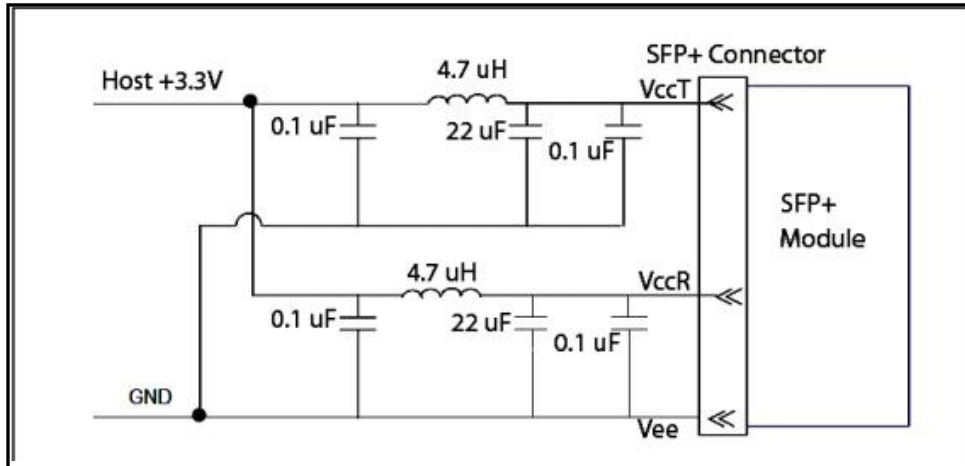 SFP+ Connector
4.7 uH
Host +3.3V
VccT
0.1 uF
22 uF
0.1 uF
SFP+
Module
4.7 uH
VccR
0.1 uF
22 uF
0.1 uF
GND
Vee